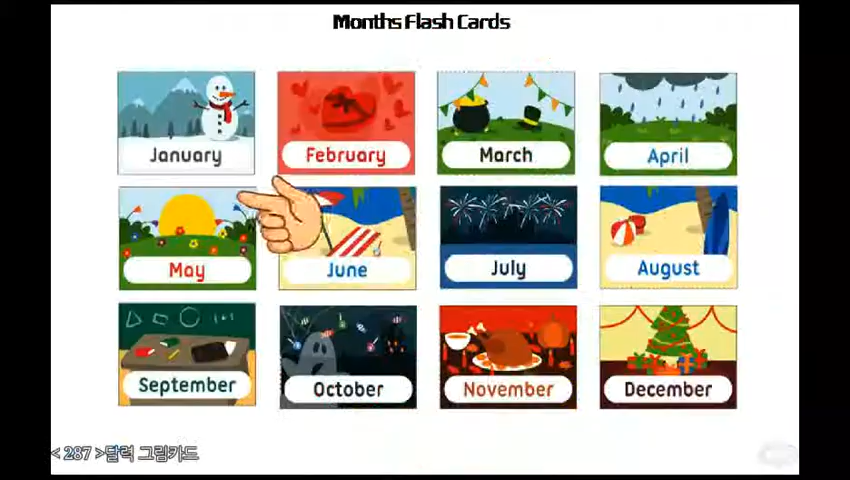 Months Flash Cards
January
February
March
April
May
June
July
August
September
October
November
December
< 287 >달력 그림카드